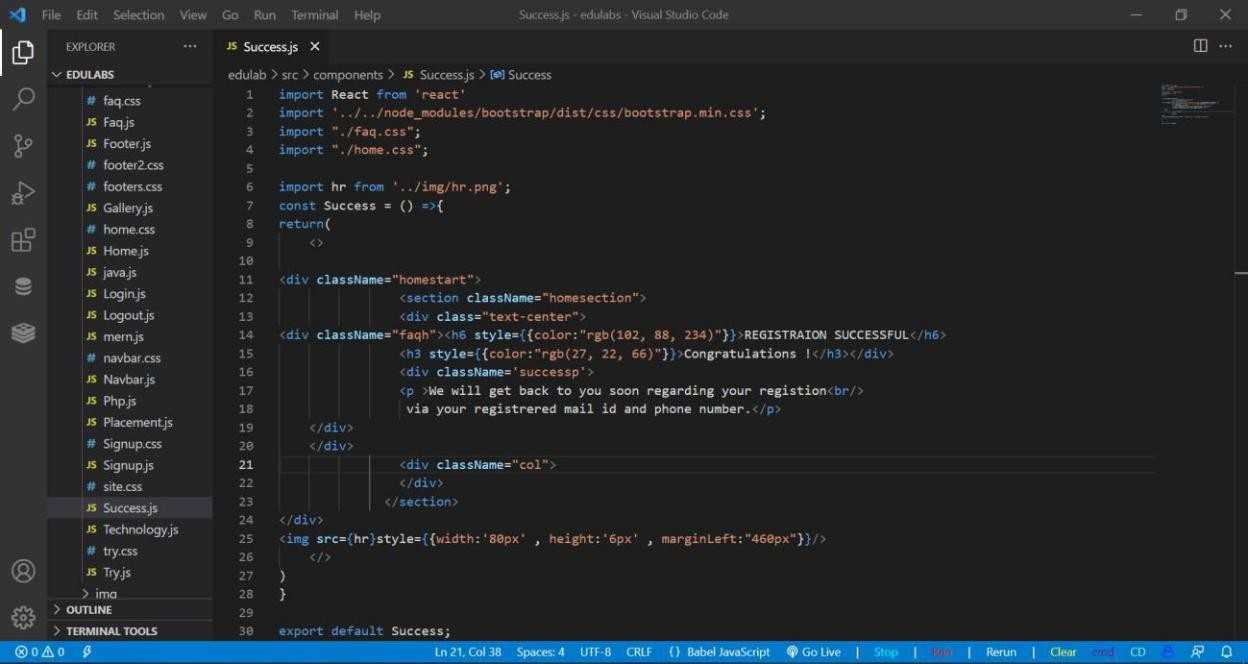 File Edit Selection View Go Run Terminal Help Success.js - edulabs - Visual Studio Code
EXPLORER ...
EDULABS
# faq.css
JS Faq.js
JS Footer.js
# footer2.css
# footers.css
JS Gallery.js
# home.css
JS Home.js
JS java.js
JS Login.js
JS Logout.js
JS mern.js
# navbar.css
JS Navbar.js
JS Php.js
JS Placement.js
# Signup.css
JS Signup.js
# site.css
JS Success.js
JS Technology.js
# try.css
JS Try.js
> img
> OUTLINE
> TERMINAL TOOLS
JS Success.js
edulab > src > components > JS Success.js > Success
1 import React from 'react'
2 import '../../node_modules/bootstrap/dist/css/bootstrap.min.css';
3 import "./faq.css";
4 import "./home.css";
5
6 import hr from '../img/hr.png';
7 const Success = () =>{
8 return(
9 <>
10
11 <div className="homestart">
12 <section className="homesection">
13 <div class="text-center">
14 <div className="faqh"><h6 style={{color:"rgb(102, 88, 234)"}}>REGISTRAION SUCCESSFUL</h6>
15 <h3 style={{color:"rgb(27, 22, 66)"}}>Congratulations !</h3></div>
16 <div className='successp'>
17 <p >We will get back to you soon regarding your registion<br/>
18 via your registrered mail id and phone number.</p>
19 </div>
20 </div>
21 <div className="col">
22 </div>
23 </section>
24 </div>
25 <img src={hr}style={{width:'80px' , height:'6px' , marginLeft:"460px"}}/>
26 </>
27 )
28 }
29
30 export default Success;
0 0 Ln 21, Col 38 Spaces: 4 UTF-8 CRLF {} Babel JavaScript Go Live | Stop | Run | Rerun | Clear cmd CD